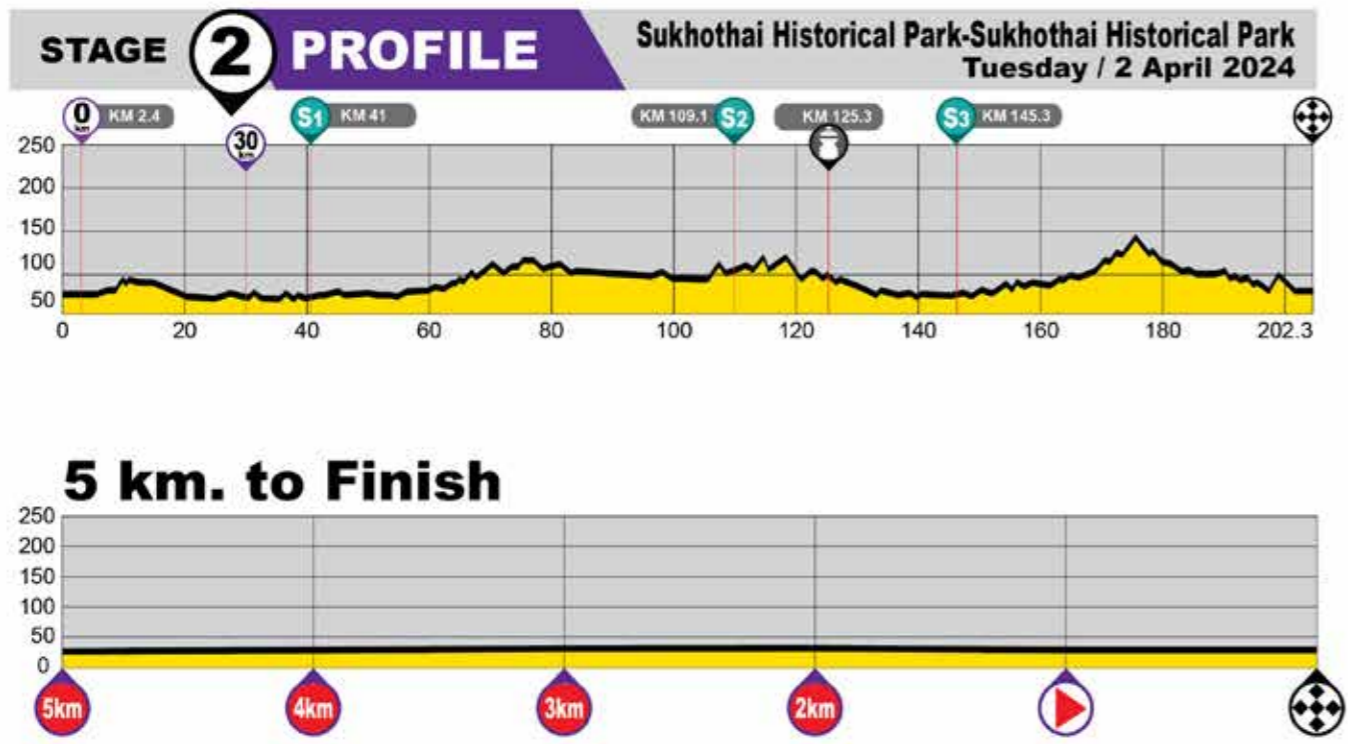 STAGE 2 PROFILE
Sukhothai Historical Park-Sukhothai Historical Park
Tuesday / 2 April 2024
0 km KM 2.4 S1 KM 41 KM 109.1 S2 KM 125.3 S3 KM 145.3
30 km
250
200
150
100
50
0 20 40 60 80 100 120 140 160 180 202.3
5 km. to Finish
250
200
150
100
50
0
5km 4km 3km 2km